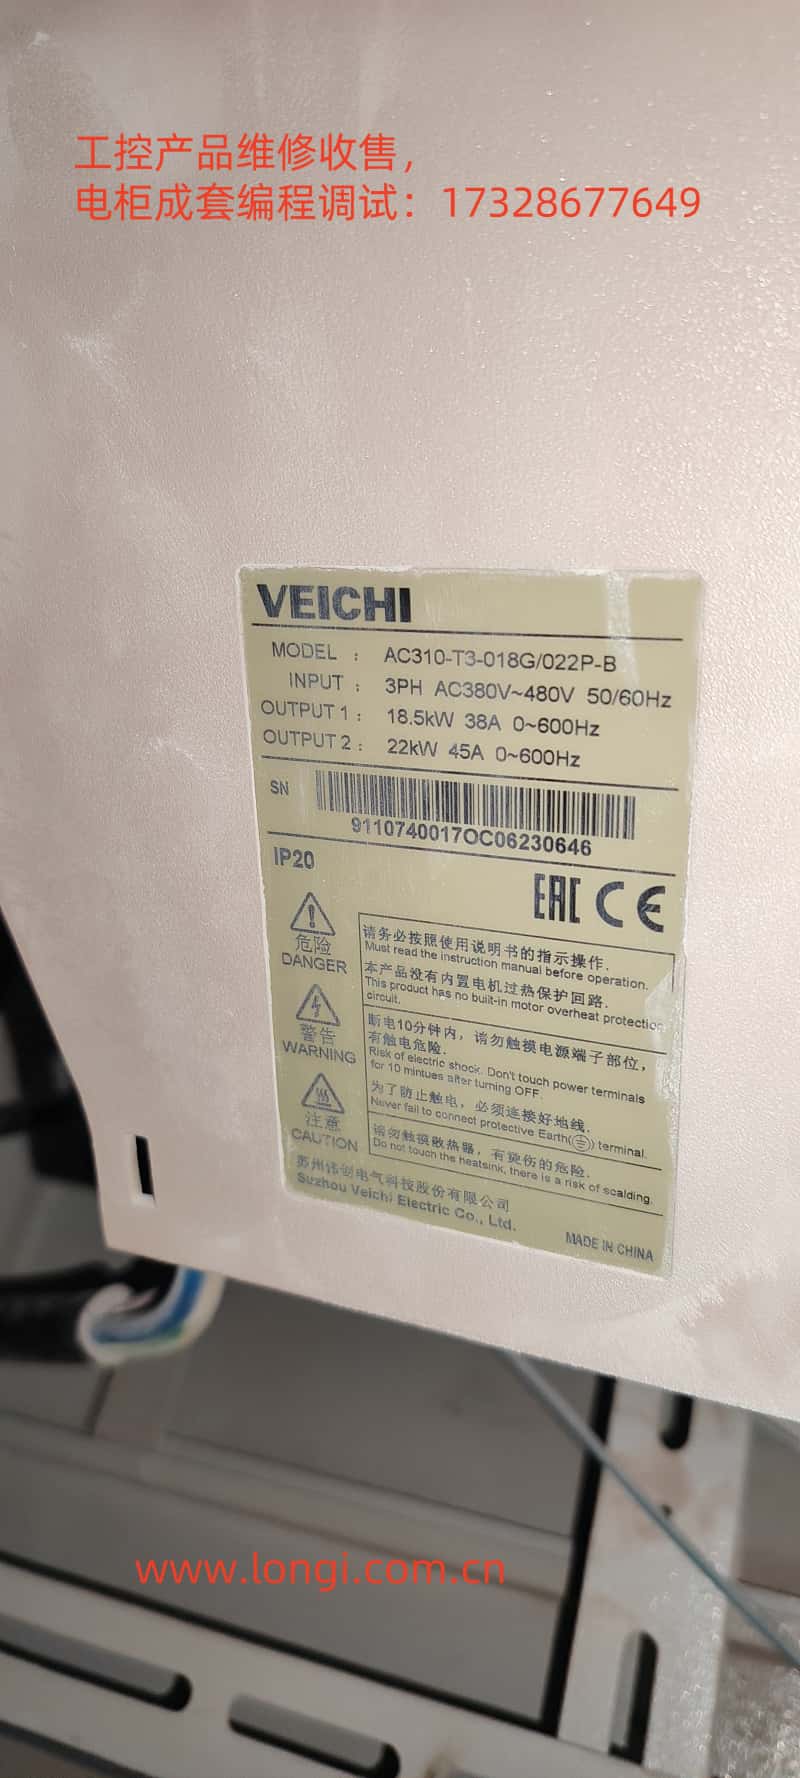 工控产品维修收售，
电柜成套编程调试：17328677649
VEICHI
MODEL : AC310-T3-018G/022P-B
INPUT : 3PH AC380V~480V 50/60Hz
OUTPUT 1 : 18.5kW 38A 0~600Hz
OUTPUT 2 : 22kW 45A 0~600Hz
SN
9110740017OC06230646
IP20
EAC CE
危险
DANGER
警告
WARNING
注意
CAUTION
请务必按照使用说明书的指示操作.
Must read the instruction manual before operation.
本产品没有内置电机过热保护回路.
This product has no built-in motor overheat protection
circuit.
断电10分钟内，请勿触摸电源端子部位，
有触电危险.
Risk of electric shock. Don't touch power terminals
for 10 mintues after turning OFF.
为了防止触电，必须连接好地线.
Never fail to connect protective Earth(⏚) terminal.
请勿触摸散热器，有烫伤的危险.
Do not touch the heatsink, there is a risk of scalding.
苏州伟创电气科技股份有限公司
Suzhou Veichi Electric Co., Ltd.
MADE IN CHINA
www.longi.com.cn